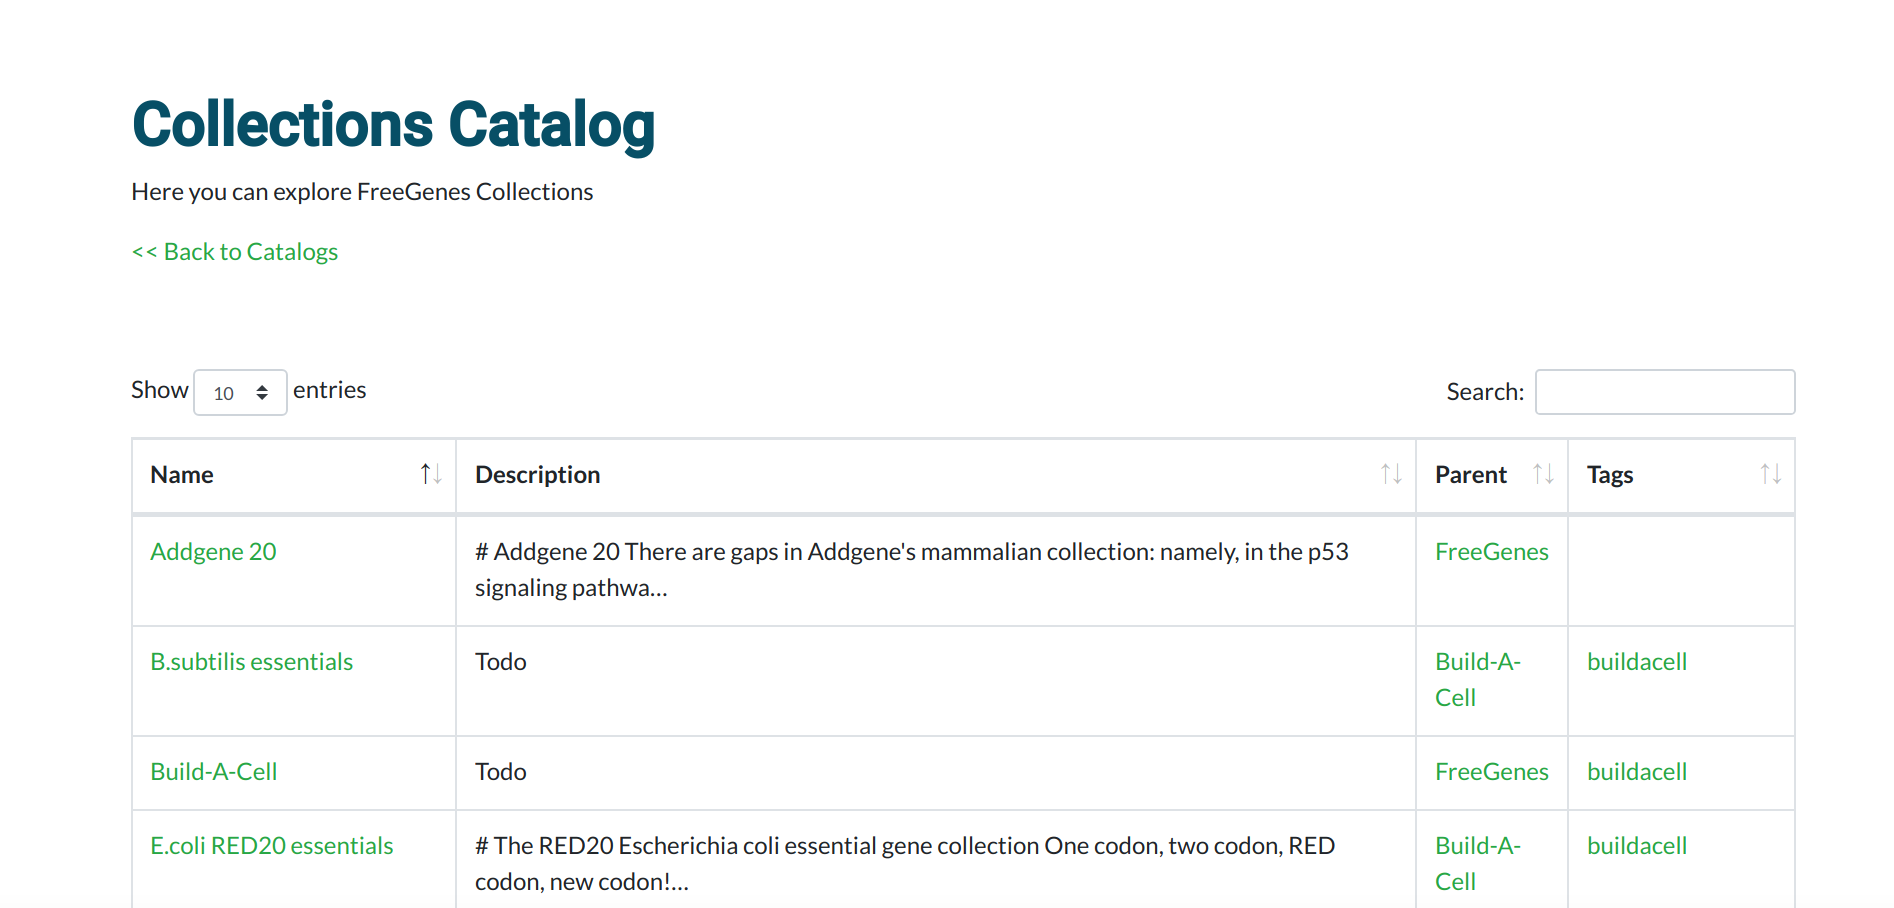 Collections Catalog
Here you can explore FreeGenes Collections
<< Back to Catalogs
Show 10 entries
Search:
Name Description Parent Tags
Addgene 20 # Addgene 20 There are gaps in Addgene's mammalian collection: namely, in the p53 FreeGenes
signaling pathwa...
B.subtilis essentials Todo Build-A- buildacell
Cell
Build-A-Cell Todo FreeGenes buildacell
E.coli RED20 essentials # The RED20 Escherichia coli essential gene collection One codon, two codon, RED Build-A- buildacell
codon, new codon!... Cell